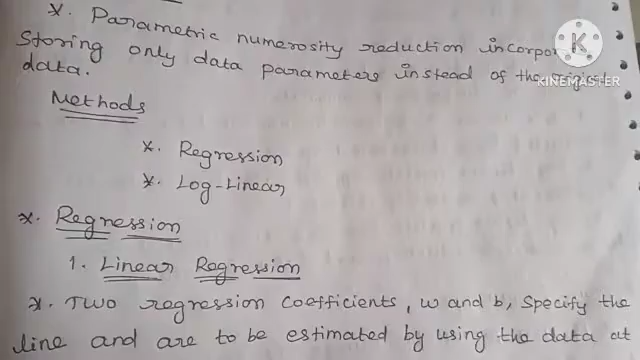 *. Parametric numerosity reduction incorpor
Storing only data parameters instead of the
data.
Methods
*. Regression
*. Log-Linear
*. Regression
1. Linear Regression
*. Two regression coefficients, w and b, specify the
line and are to be estimated by using the data at
K
KINEMASTER